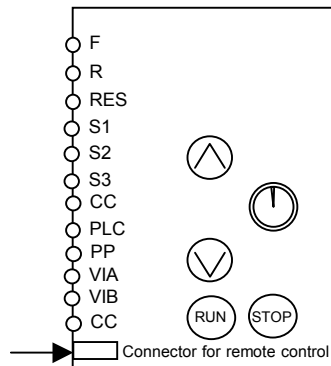 F
R
RES
S1
S2
S3
CC
PLC
PP
VIA
VIB
CC
RUN STOP
Connector for remote control